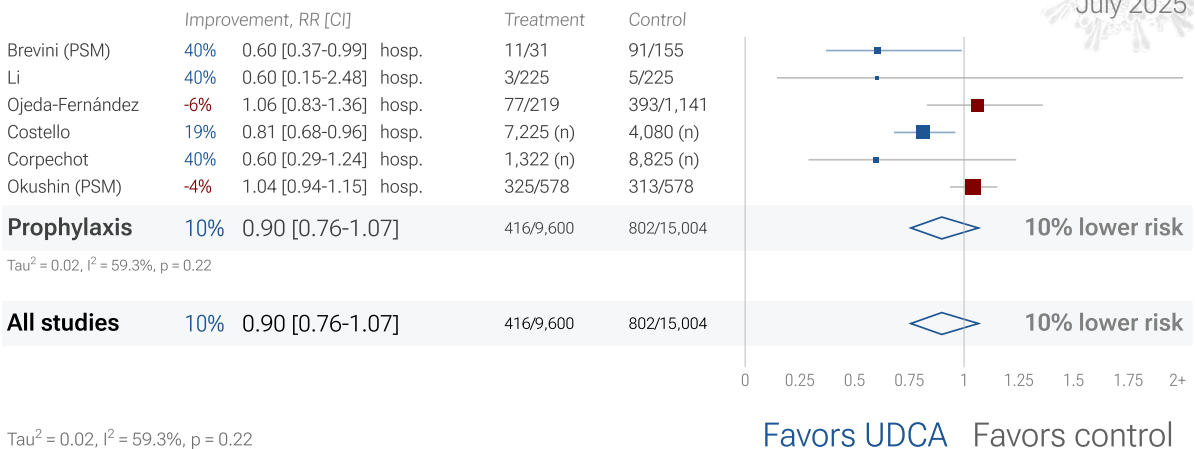 July 2025
Improvement, RR [CI] Treatment Control
Brevini (PSM) 40% 0.60 [0.37-0.99] hosp. 11/31 91/155
Li 40% 0.60 [0.15-2.48] hosp. 3/225 5/225
Ojeda-Fernández -6% 1.06 [0.83-1.36] hosp. 77/219 393/1,141
Costello 19% 0.81 [0.68-0.96] hosp. 7,225 (n) 4,080 (n)
Corpechot 40% 0.60 [0.29-1.24] hosp. 1,322 (n) 8,825 (n)
Okushin (PSM) -4% 1.04 [0.94-1.15] hosp. 325/578 313/578
Prophylaxis 10% 0.90 [0.76-1.07] 416/9,600 802/15,004 10% lower risk
Tau² = 0.02, I² = 59.3%, p = 0.22
All studies 10% 0.90 [0.76-1.07] 416/9,600 802/15,004 10% lower risk
0 0.25 0.5 0.75 1 1.25 1.5 1.75 2+
Tau² = 0.02, I² = 59.3%, p = 0.22 Favors UDCA Favors control